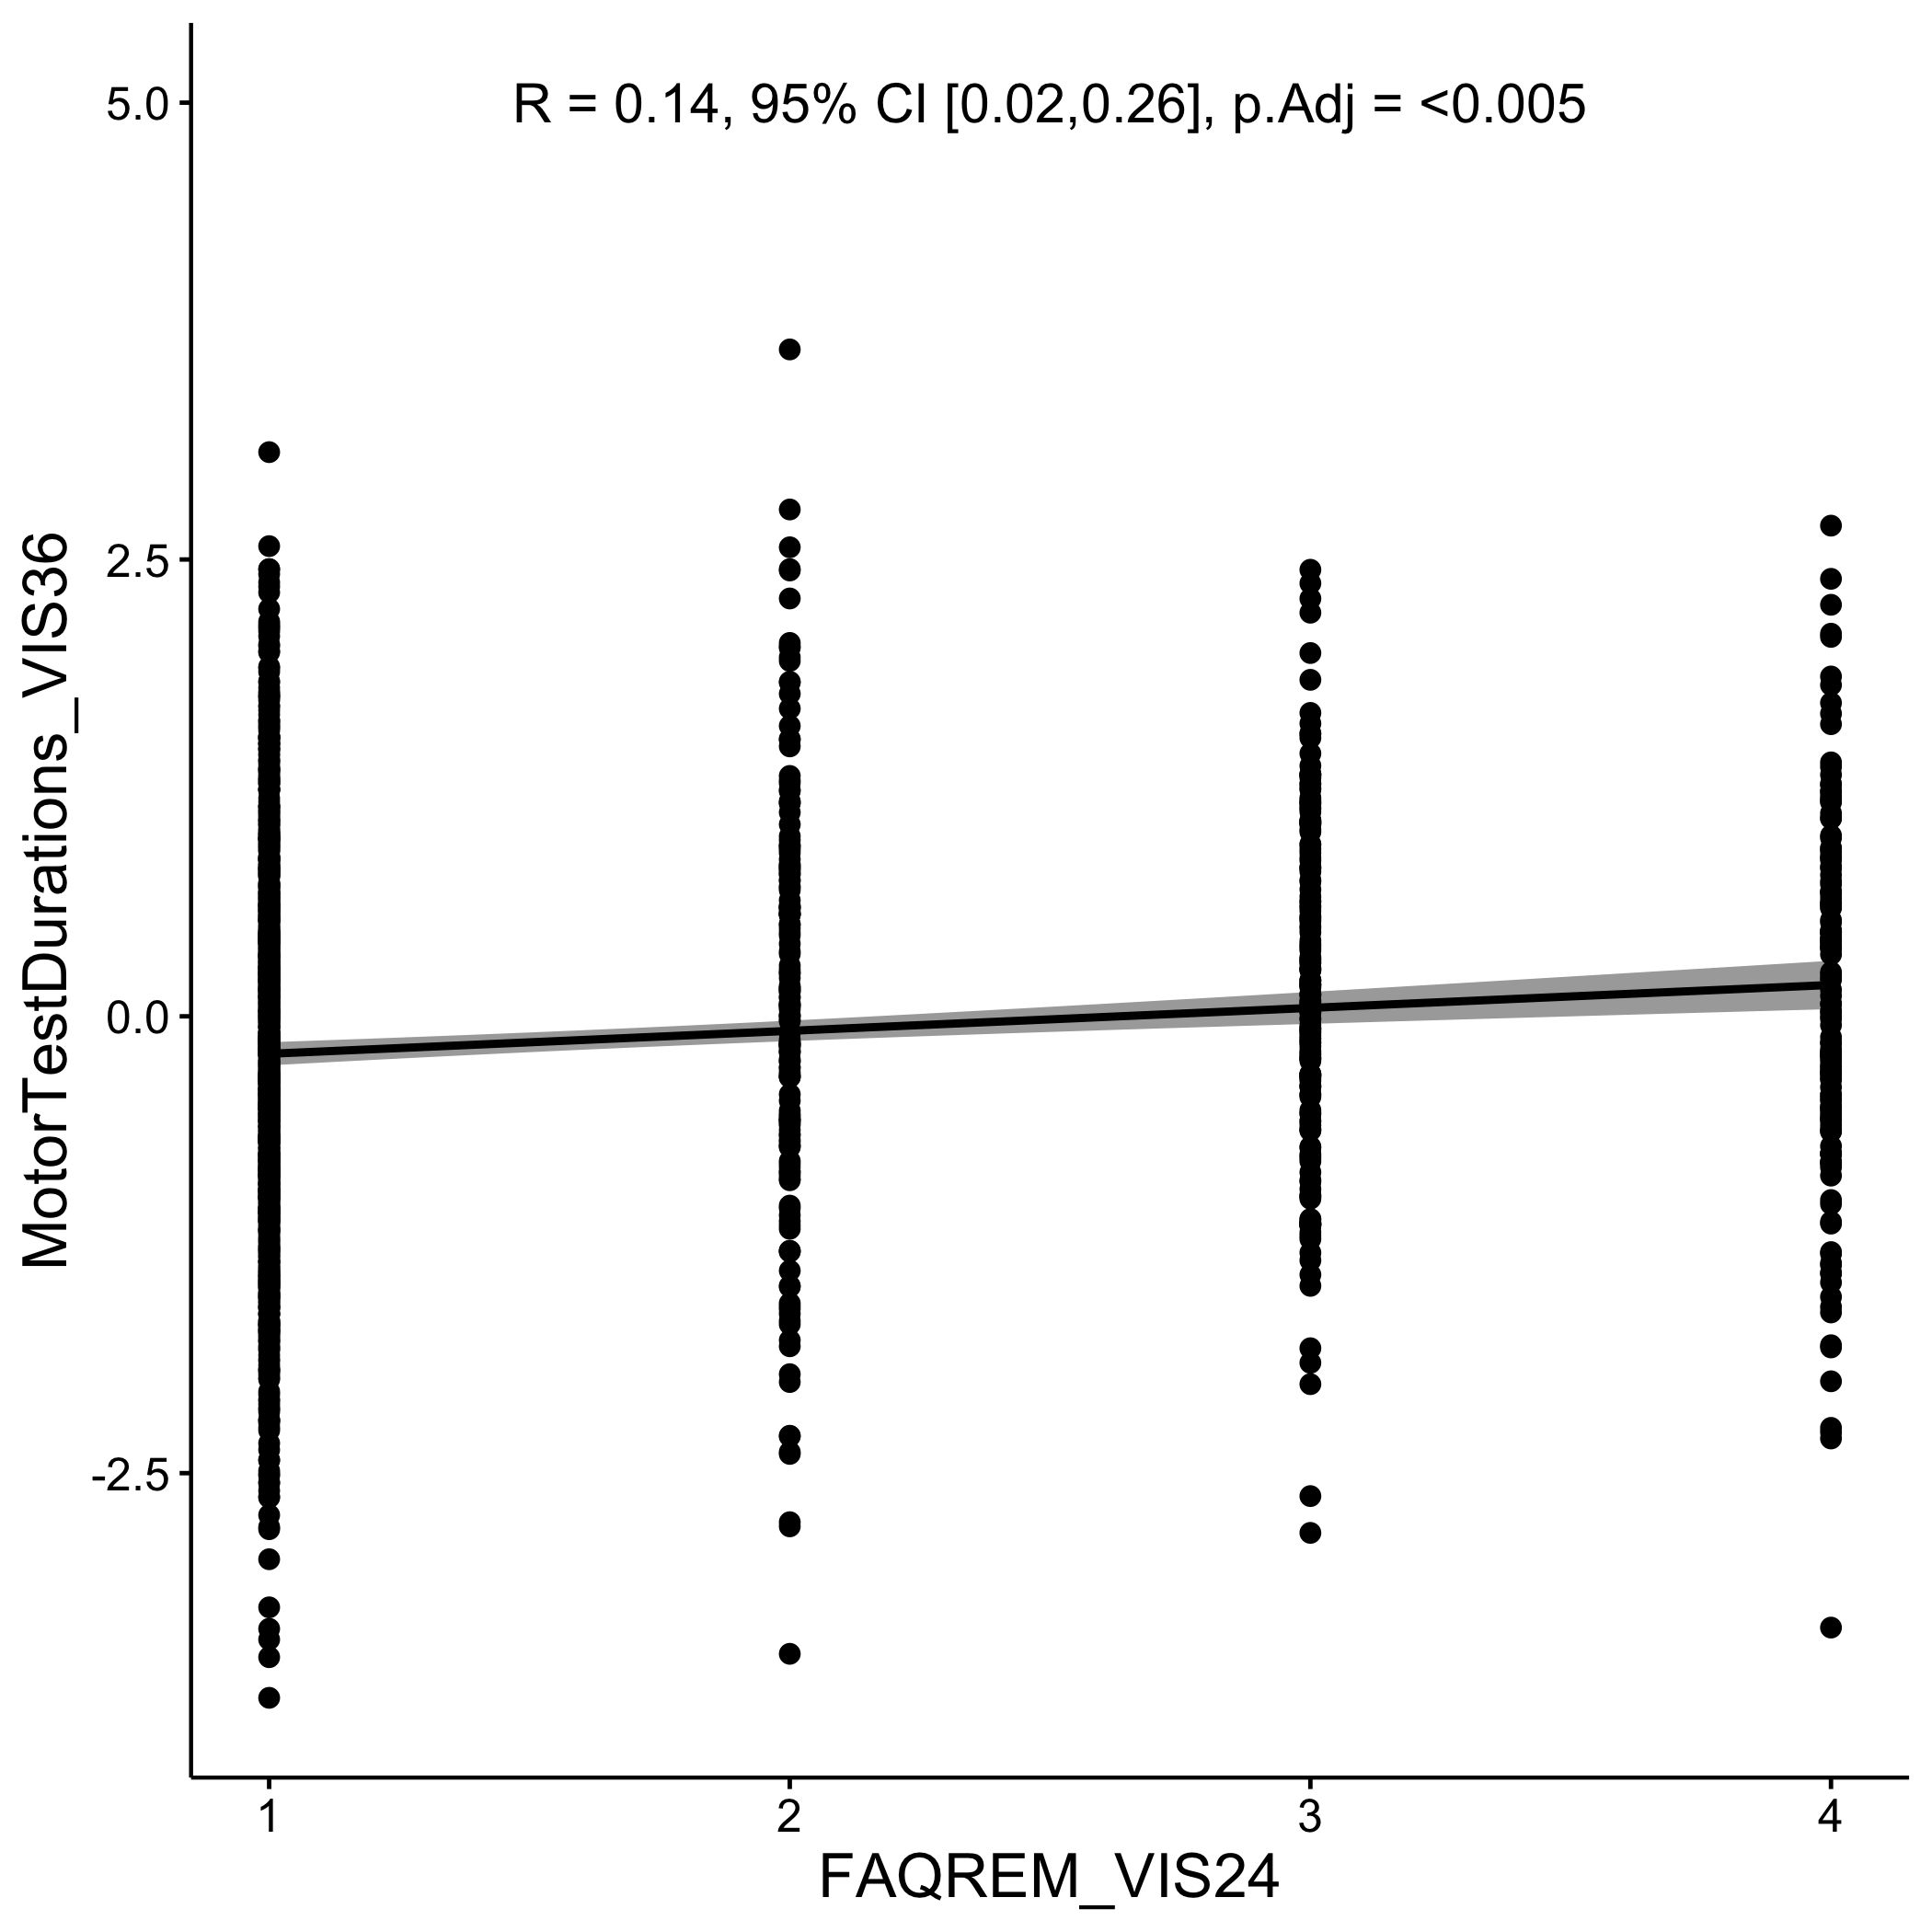 R = 0.14, 95% CI [0.02,0.26], p.Adj = <0.005
5.0
2.5
0.0
-2.5
MotorTestDurations_VIS36
1 2 3 4
FAQREM_VIS24